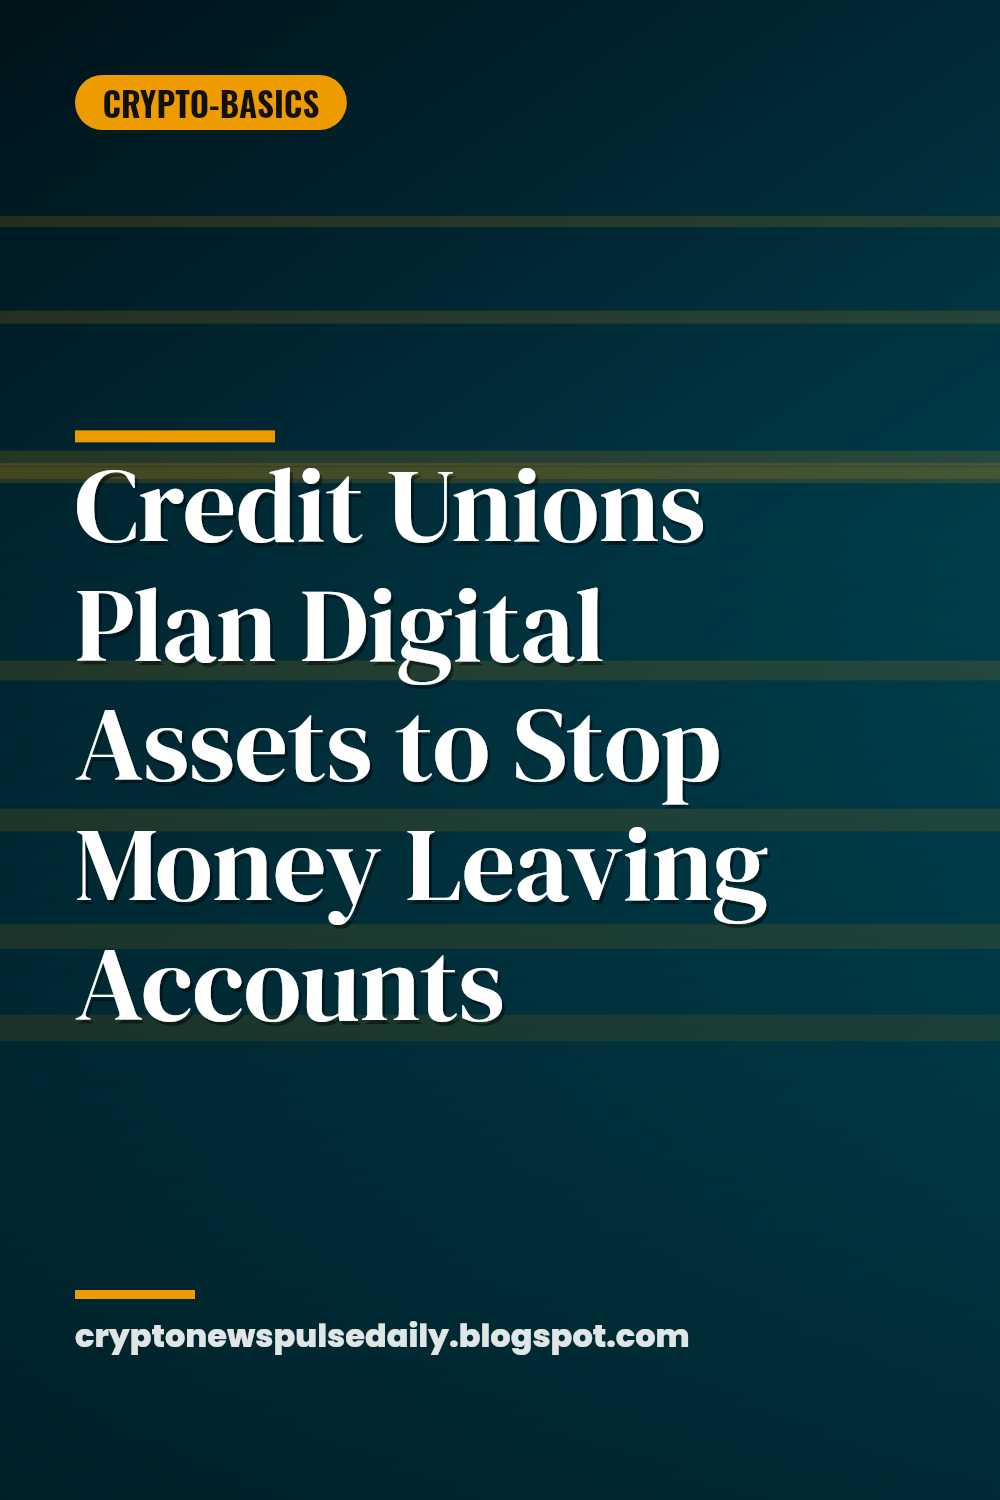 CRYPTO-BASICS
Credit Unions
Plan Digital
Assets to Stop
Money Leaving
Accounts
cryptonewspulsedaily.blogspot.com